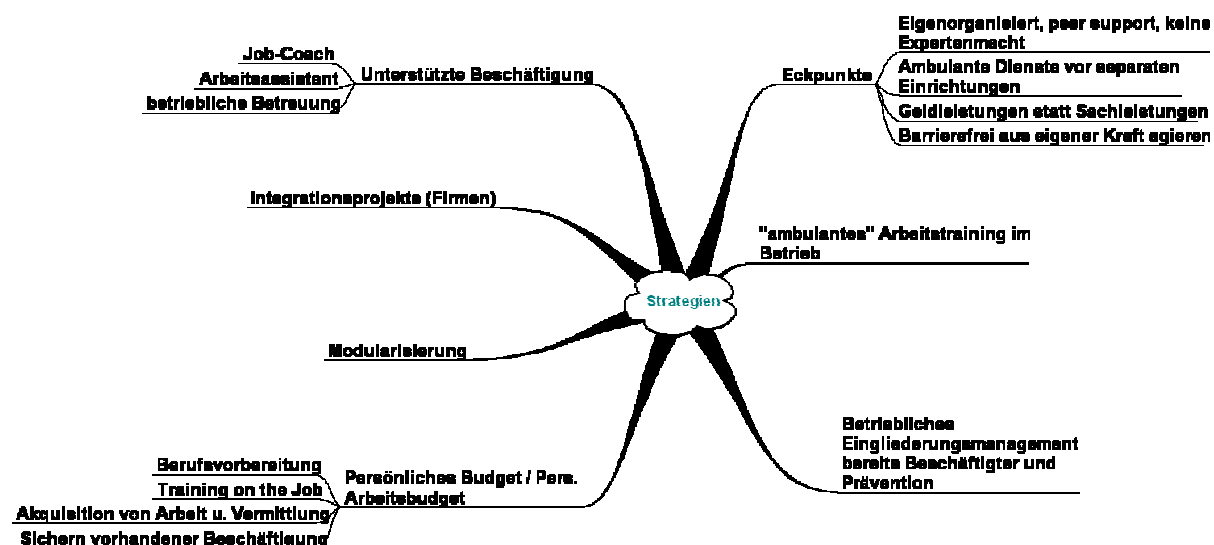 Job-Coach
Arbeitsassistent
betriebliche Betreuung
Unterstützte Beschäftigung
Integrationsprojekte (Firmen)
Modularisierung
Berufsvorbereitung
Training on the Job
Akquisition von Arbeit u. Vermittlung
Sichern vorhandener Beschäftigung
Persönliches Budget / Pers.
Arbeitsbudget
Strategien
Eckpunkte
Eigenorganisiert, peer support, keine
Expertenmacht
Ambulante Dienste vor separaten
Einrichtungen
Geldleistungen statt Sachleistungen
Barrierefrei aus eigener Kraft agieren
"ambulantes" Arbeitstraining im
Betrieb
Betriebliches
Eingliederungsmanagement
bereits Beschäftigter und
Prävention